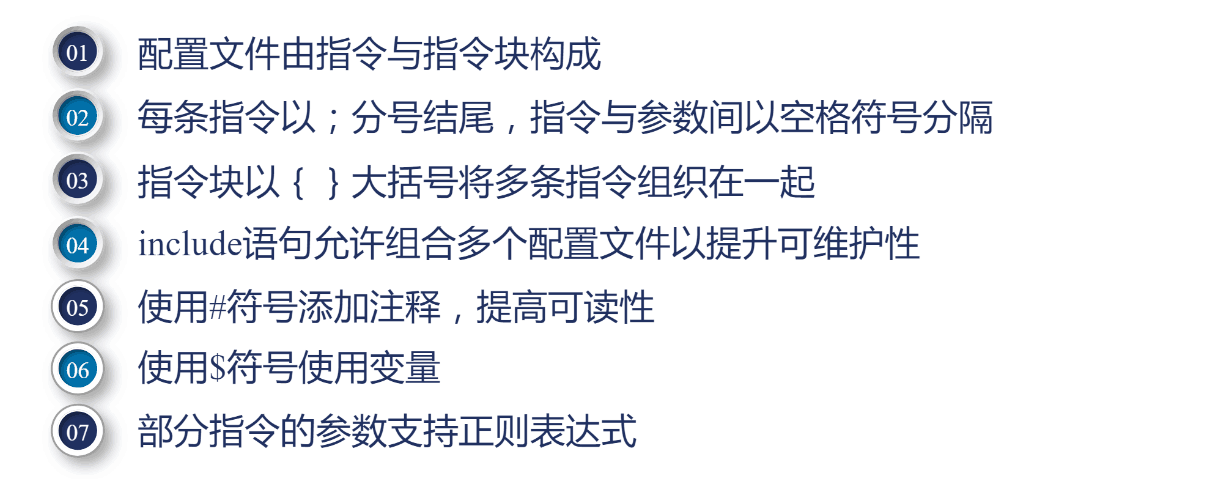 01 配置文件由指令与指令块构成
02 每条指令以；分号结尾，指令与参数间以空格符号分隔
03 指令块以｛ ｝大括号将多条指令组织在一起
04 include语句允许组合多个配置文件以提升可维护性
05 使用#符号添加注释，提高可读性
06 使用$符号使用变量
07 部分指令的参数支持正则表达式